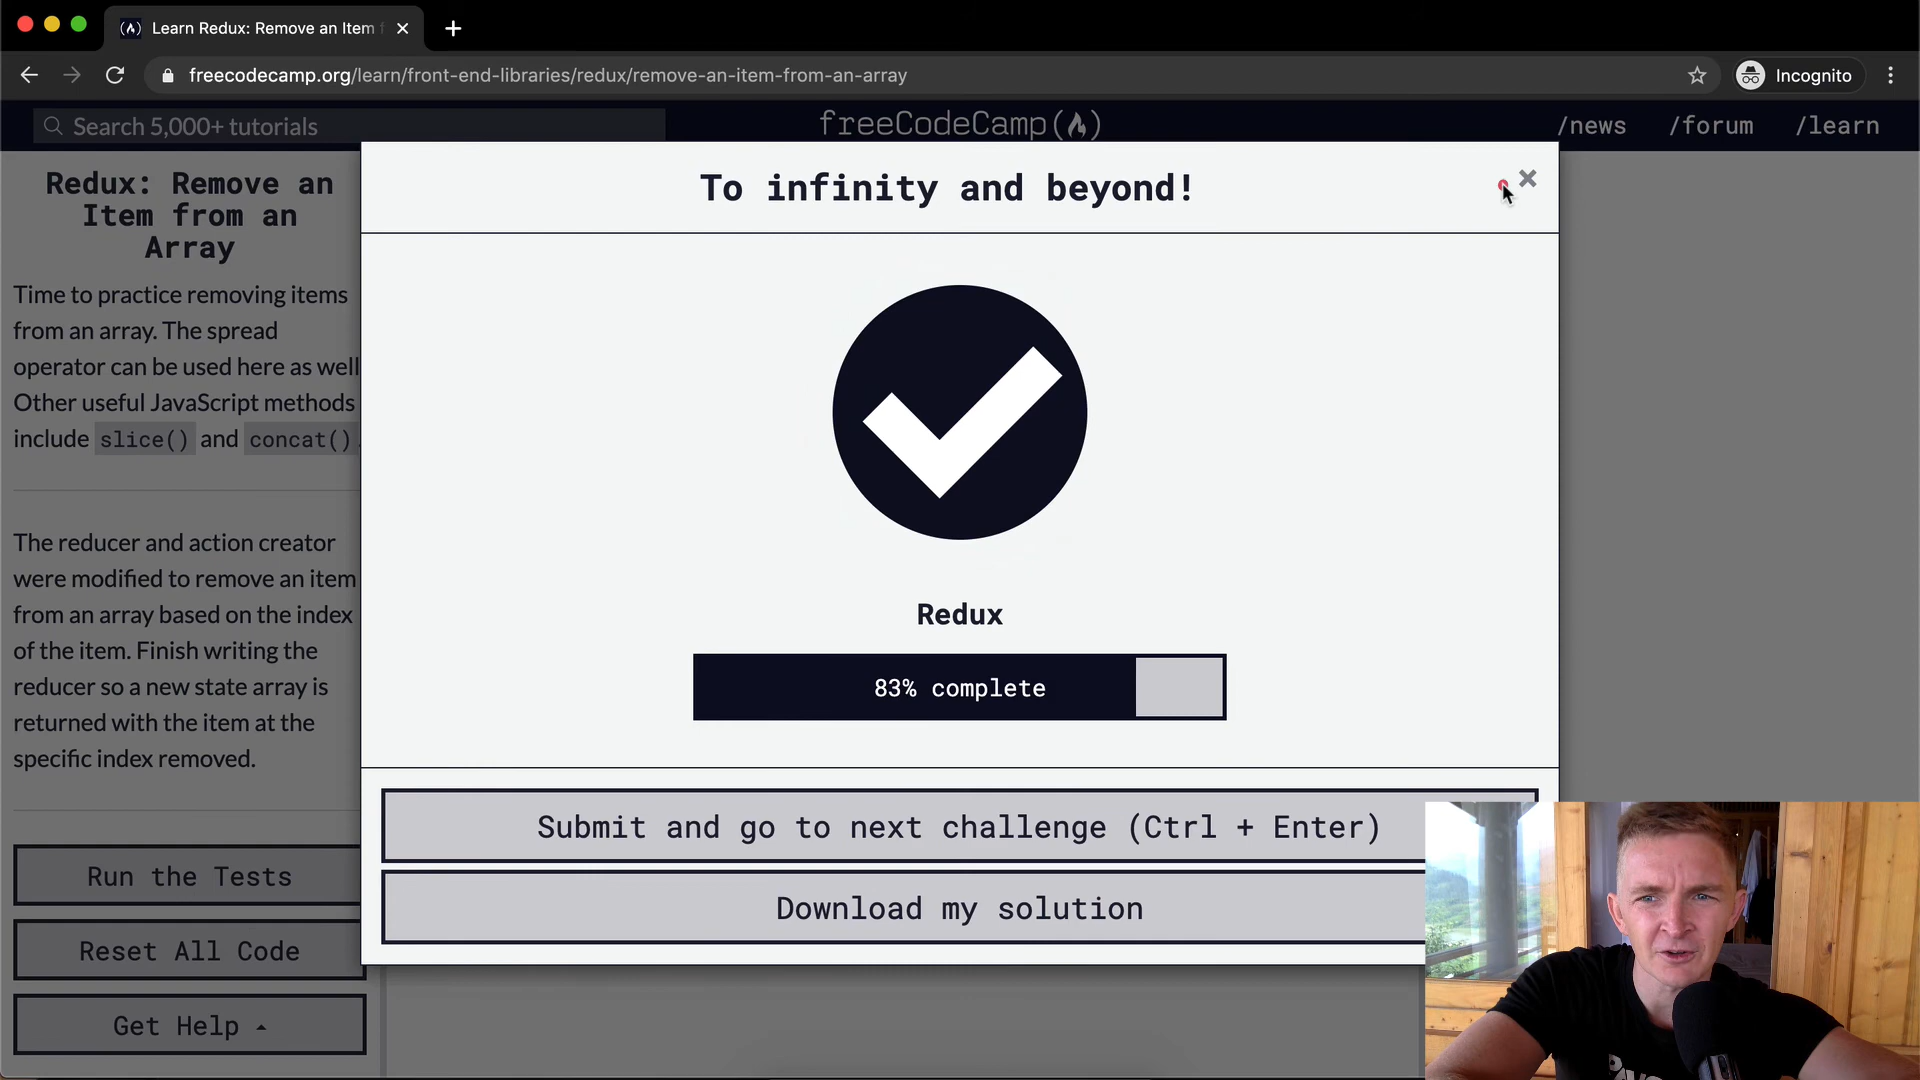 Learn Redux: Remove an Item f
freecodecamp.org/learn/front-end-libraries/redux/remove-an-item-from-an-array
Incognito
Search 5,000+ tutorials
freeCodeCamp
/news
/forum
/learn
Redux: Remove an
Item from an
Array
Time to practice removing items
from an array. The spread
operator can be used here as well
Other useful JavaScript methods
include slice() and concat().
The reducer and action creator
were modified to remove an item
from an array based on the index
of the item. Finish writing the
reducer so a new state array is
returned with the item at the
specific index removed.
Run the Tests
Reset All Code
Get Help
To infinity and beyond!
Redux
83% complete
Submit and go to next challenge (Ctrl + Enter)
Download my solution